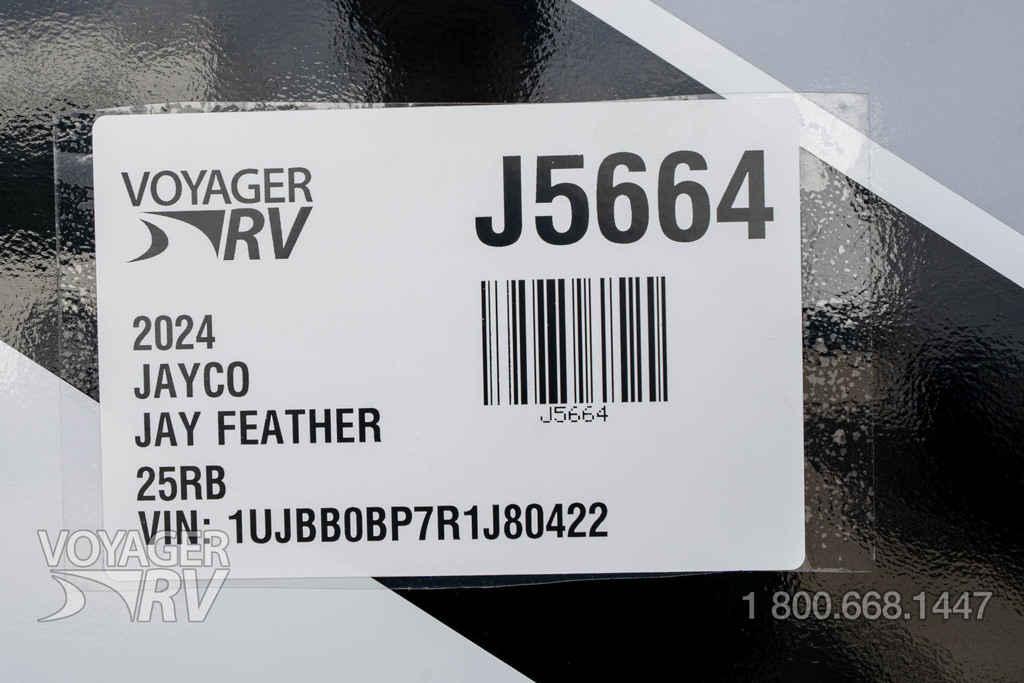 VOYAGER
RV
J5664
J5664
2024
JAYCO
JAY FEATHER
25RB
VIN: 1UJBB0BP7R1J80422
VOYAGER
RV
1 800.668.1447